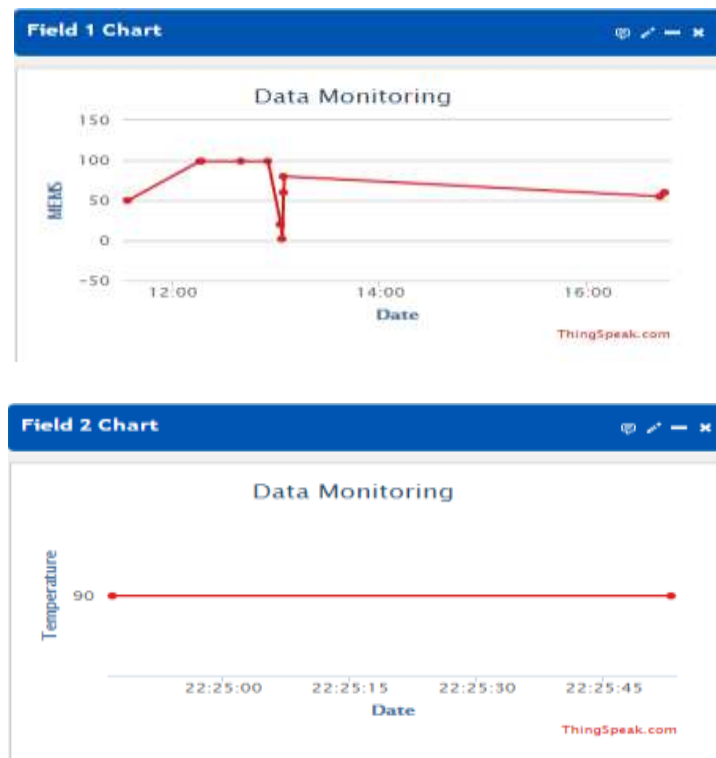 Field 1 Chart
Data Monitoring
150
100
50
0
-50
MEMS
12:00 14:00 16:00
Date
ThingSpeak.com
Field 2 Chart
Data Monitoring
Temperature
90
22:25:00 22:25:15 22:25:30 22:25:45
Date
ThingSpeak.com